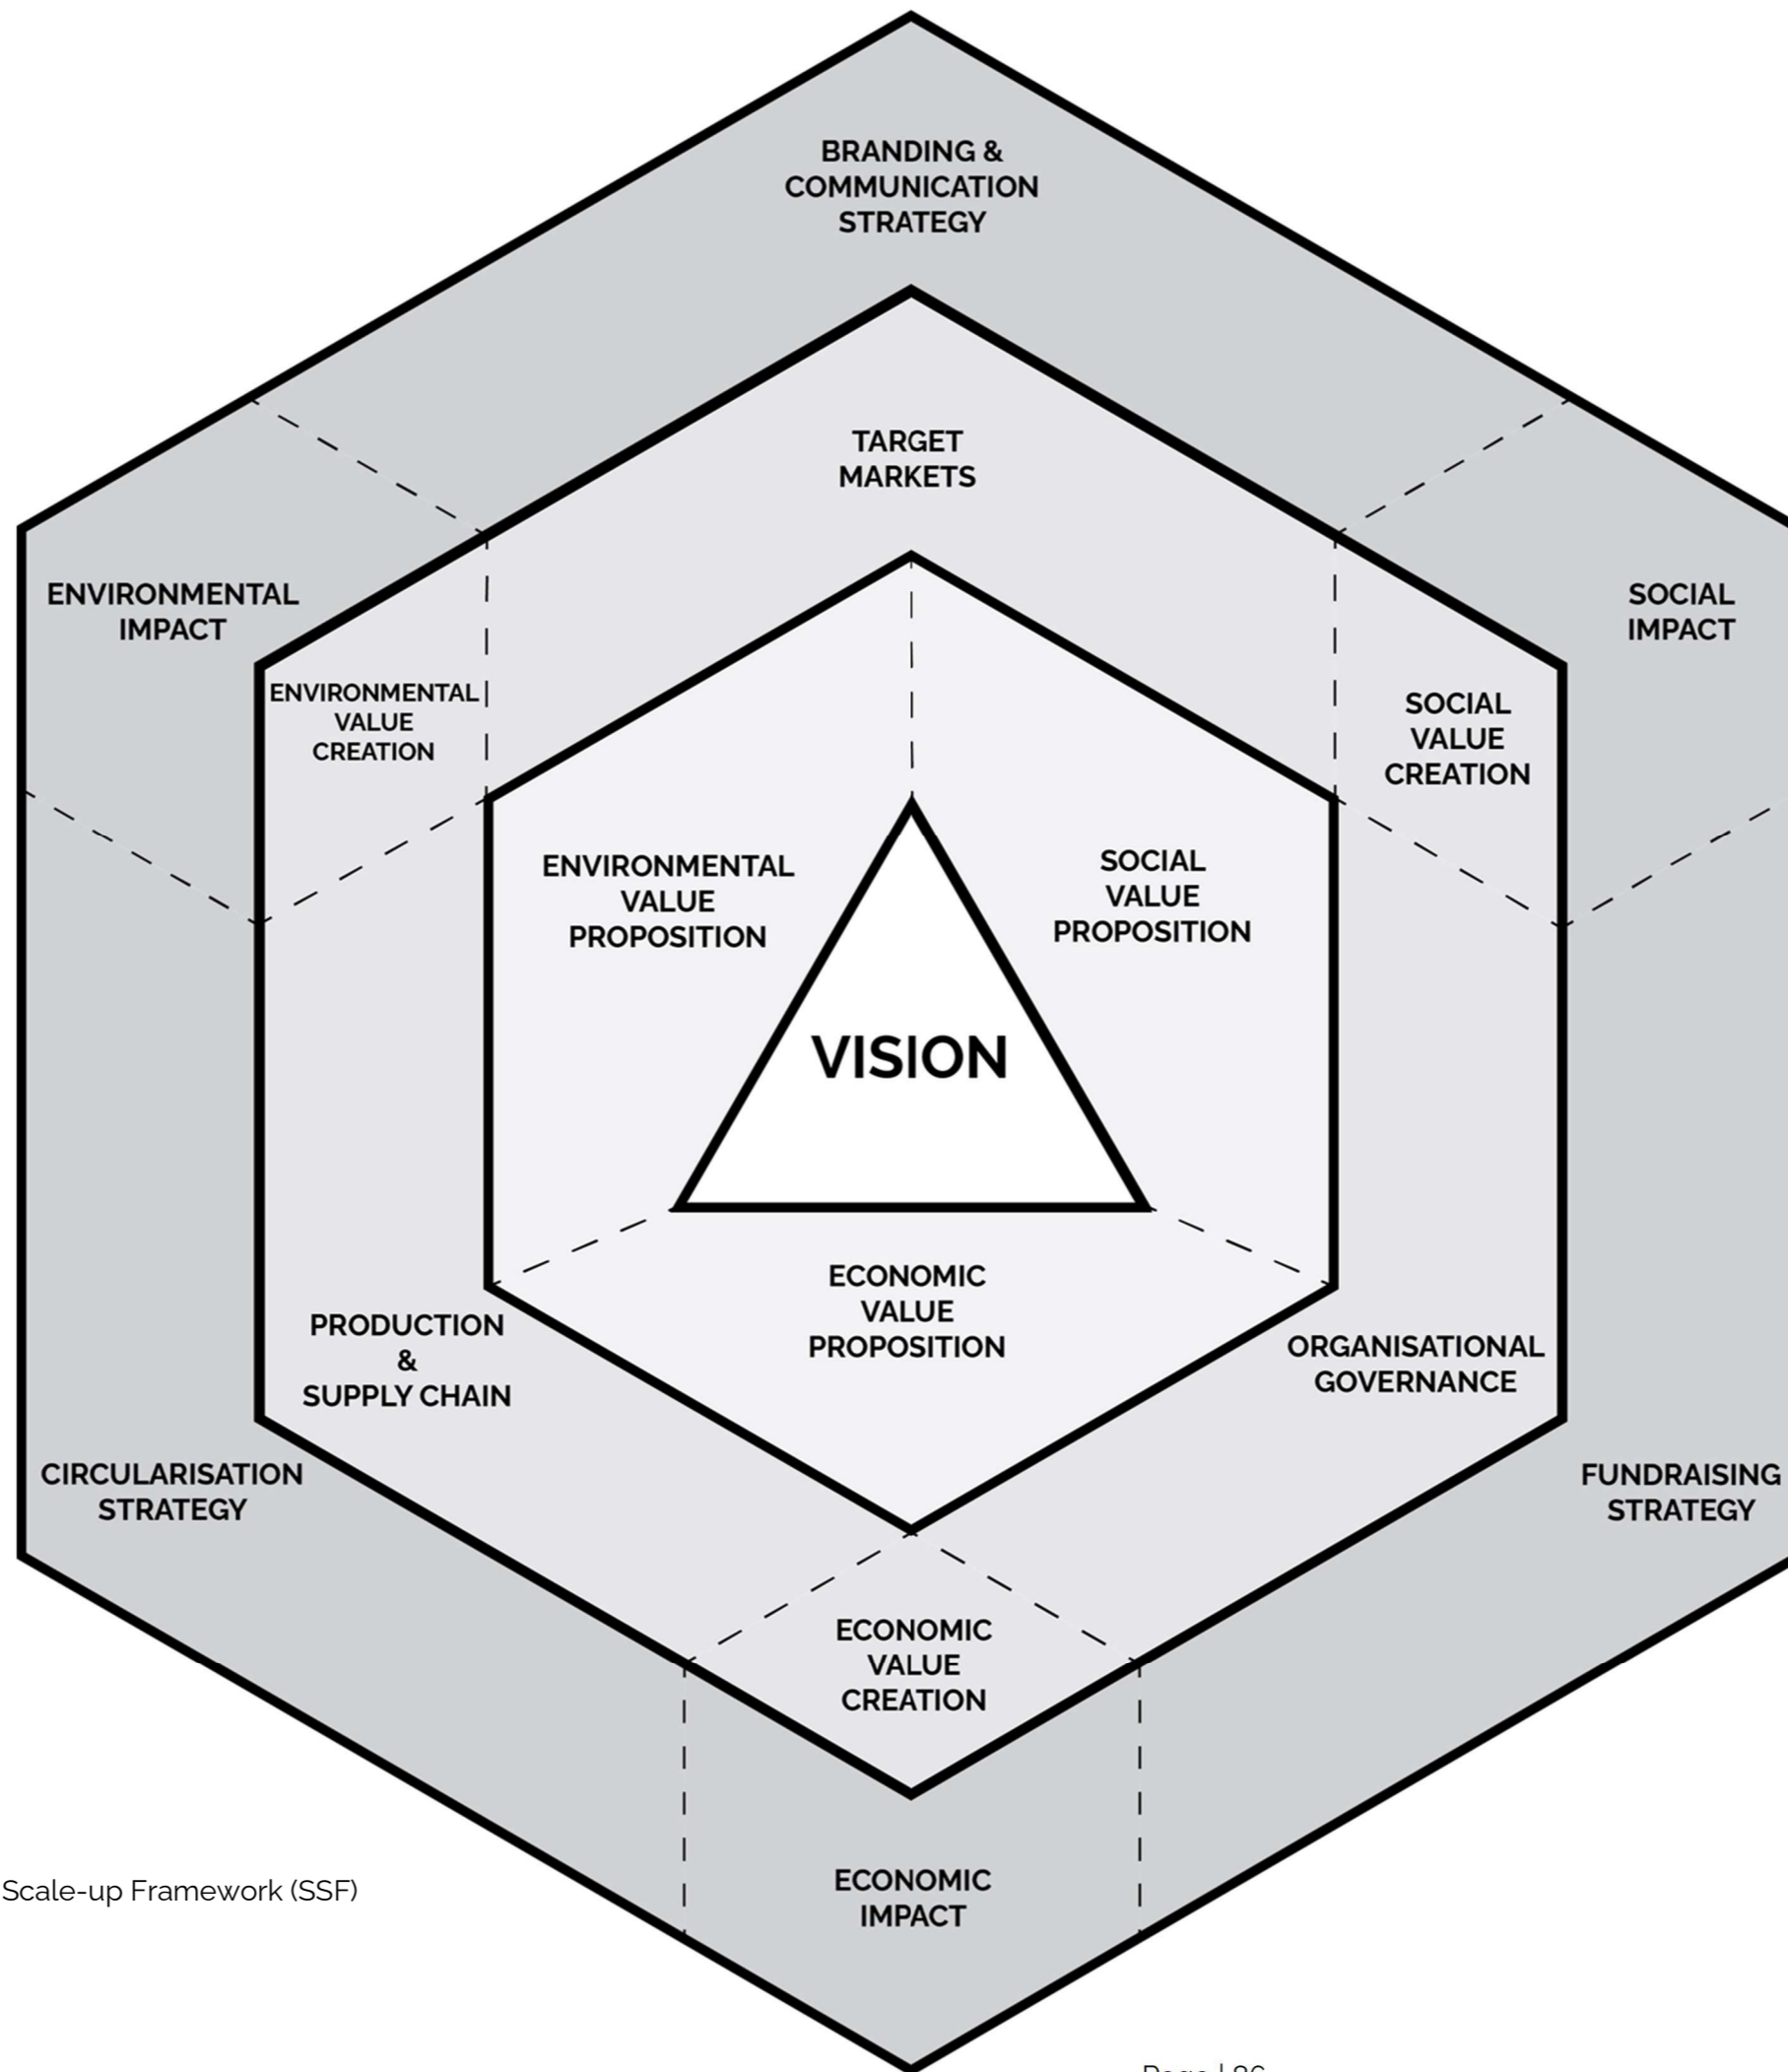 BRANDING &
COMMUNICATION
STRATEGY
TARGET
MARKETS
ENVIRONMENTAL
IMPACT
SOCIAL
IMPACT
ENVIRONMENTAL
VALUE
CREATION
SOCIAL
VALUE
CREATION
ENVIRONMENTAL
VALUE
PROPOSITION
SOCIAL
VALUE
PROPOSITION
VISION
ECONOMIC
VALUE
PROPOSITION
PRODUCTION
&
SUPPLY CHAIN
ORGANISATIONAL
GOVERNANCE
CIRCULARISATION
STRATEGY
FUNDRAISING
STRATEGY
ECONOMIC
VALUE
CREATION
ECONOMIC
IMPACT
Scale-up Framework (SSF)
Page | 86